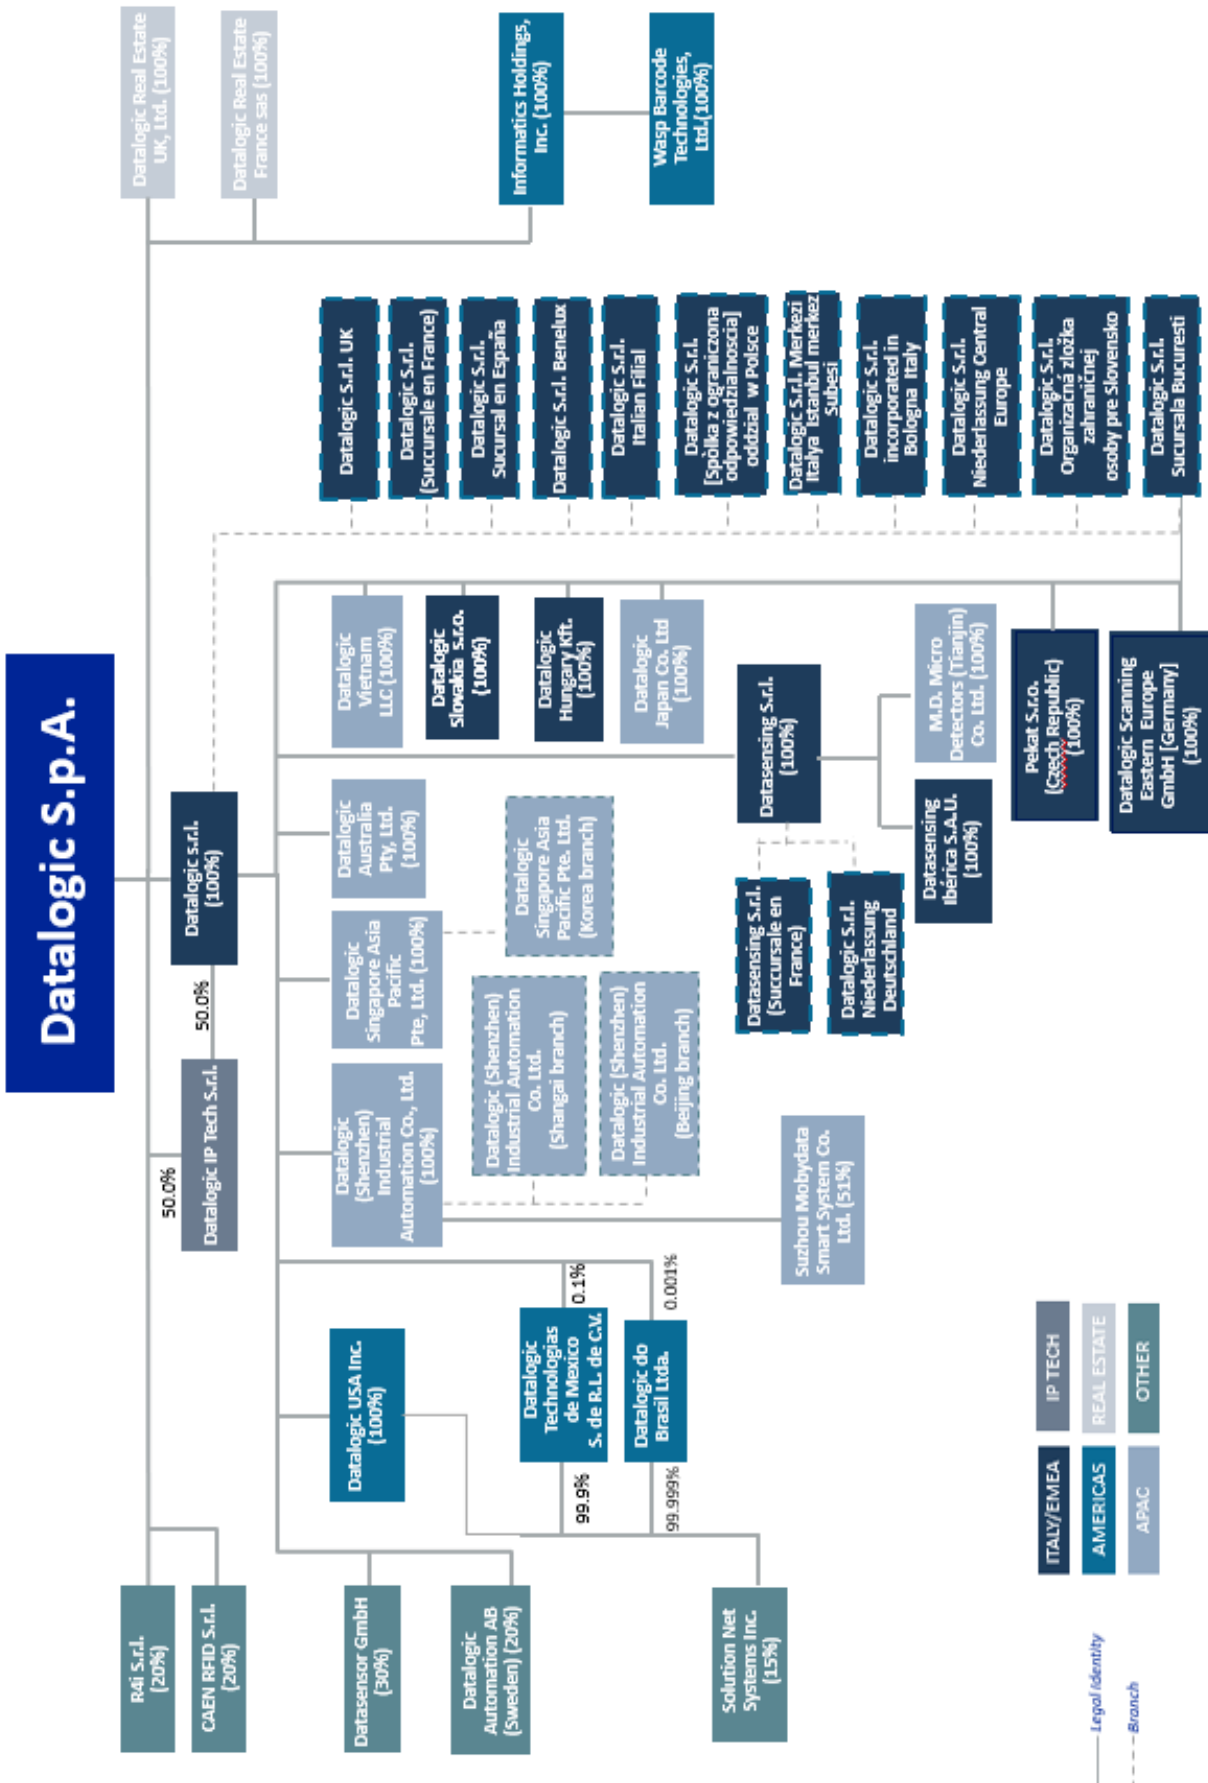 Datalogic S.p.A.
R4i S.r.l.
(20%)
CAEN RFID S.r.l.
(20%)
50.0%
Datalogic IP Tech S.r.l.
50.0%
Datalogic s.r.l.
(100%)
Datalogic Real Estate
UK, Ltd. (100%)
Datalogic Real Estate
France sas (100%)
Informatics Holdings,
Inc. (100%)
Wasp Barcode
Technologies,
Ltd.(100%)
Datasensor GmbH
(30%)
Datalogic
Automation AB
(Sweden) (20%)
Solution Net
Systems Inc.
(15%)
Datalogic USA Inc.
(100%)
99.9%
Datalogic
Technologias
de Mexico
S. de R.L. de C.V.
0.1%
99.999%
Datalogic do
Brasil Ltda.
0.001%
Datalogic
(Shenzhen)
Industrial
Automation Co., Ltd.
(100%)
Datalogic (Shenzhen)
Industrial Automation
Co. Ltd.
(Shangai branch)
Datalogic (Shenzhen)
Industrial Automation
Co. Ltd.
(Beijing branch)
Suzhou Mobydata
Smart System Co.
Ltd. (51%)
Datalogic
Singapore Asia
Pacific
Pte, Ltd. (100%)
Datalogic
Singapore Asia
Pacific Pte. Ltd.
(Korea branch)
Datalogic
Australia
Pty, Ltd.
(100%)
Datalogic
Vietnam
LLC (100%)
Datalogic
Slovakia s.r.o.
(100%)
Datalogic
Hungary Kft.
(100%)
Datalogic
Japan Co. Ltd
(100%)
Datasensing S.r.l.
(100%)
Datasensing S.r.l.
(Succursale en
France)
Datalogic S.r.l.
Niederlassung
Deutschland
Datasensing
Ibérica S.A.U.
(100%)
M.D. Micro
Detectors (Tianjin)
Co. Ltd. (100%)
Pekat S.r.o.
(Czech Republic)
(100%)
Datalogic Scanning
Eastern Europe
GmbH [Germany]
(100%)
Datalogic S.r.l. UK
Datalogic S.r.l.
(Succursale en France)
Datalogic S.r.l.
Sucursal en España
Datalogic S.r.l. Benelux
Datalogic S.r.l.
Italian Filial
Datalogic S.r.l.
[Spòlka z ograniczona
odpowiedzialnoscia]
oddzial w Polsce
Datalogic S.r.l. Merkezi
Italya Istanbul merkez
Subesi
Datalogic S.r.l.
incorporated in
Bologna Italy
Datalogic S.r.l.
Niederlassung Central
Europe
Datalogic S.r.l.
Organizacná zložka
zahranicnej
osoby pre Slovensko
Datalogic S.r.l.
Sucursala Bucuresti
Legal Identity
Branch
ITALY/EMEA
IP TECH
AMERICAS
REAL ESTATE
APAC
OTHER